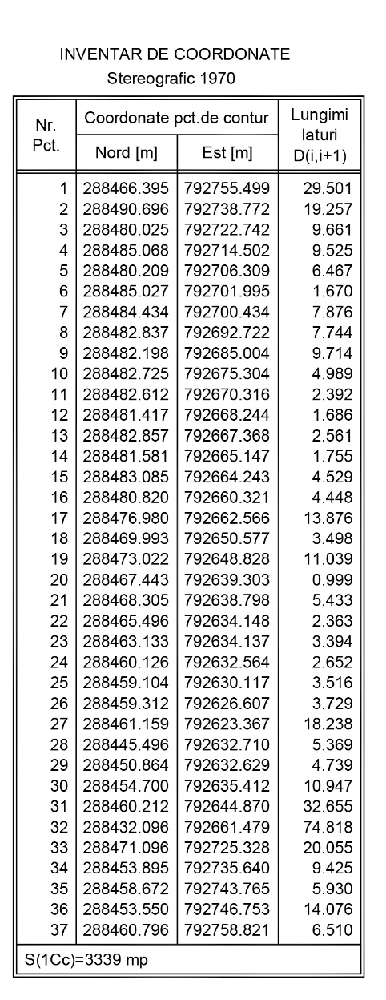 INVENTAR DE COORDONATE
Stereografic 1970
Nr. Pct. Coordonate pct.de contur Lungimi laturi D(i,i+1)
Nord [m] Est [m]
1 288466.395 792755.499 29.501
2 288490.696 792738.772 19.257
3 288480.025 792722.742 9.661
4 288485.068 792714.502 9.525
5 288480.209 792706.309 6.467
6 288485.027 792701.995 1.670
7 288484.434 792700.434 7.876
8 288482.837 792692.722 7.744
9 288482.198 792685.004 9.714
10 288482.725 792675.304 4.989
11 288482.612 792670.316 2.392
12 288481.417 792668.244 1.686
13 288482.857 792667.368 2.561
14 288481.581 792665.147 1.755
15 288483.085 792664.243 4.529
16 288480.820 792660.321 4.448
17 288476.980 792662.566 13.876
18 288469.993 792650.577 3.498
19 288473.022 792648.828 11.039
20 288467.443 792639.303 0.999
21 288468.305 792638.798 5.433
22 288465.496 792634.148 2.363
23 288463.133 792634.137 3.394
24 288460.126 792632.564 2.652
25 288459.104 792630.117 3.516
26 288459.312 792626.607 3.729
27 288461.159 792623.367 18.238
28 288445.496 792632.710 5.369
29 288450.864 792632.629 4.739
30 288454.700 792635.412 10.947
31 288460.212 792644.870 32.655
32 288432.096 792661.479 74.818
33 288471.096 792725.328 20.055
34 288453.895 792735.640 9.425
35 288458.672 792743.765 5.930
36 288453.550 792746.753 14.076
37 288460.796 792758.821 6.510
S(1Cc)=3339 mp